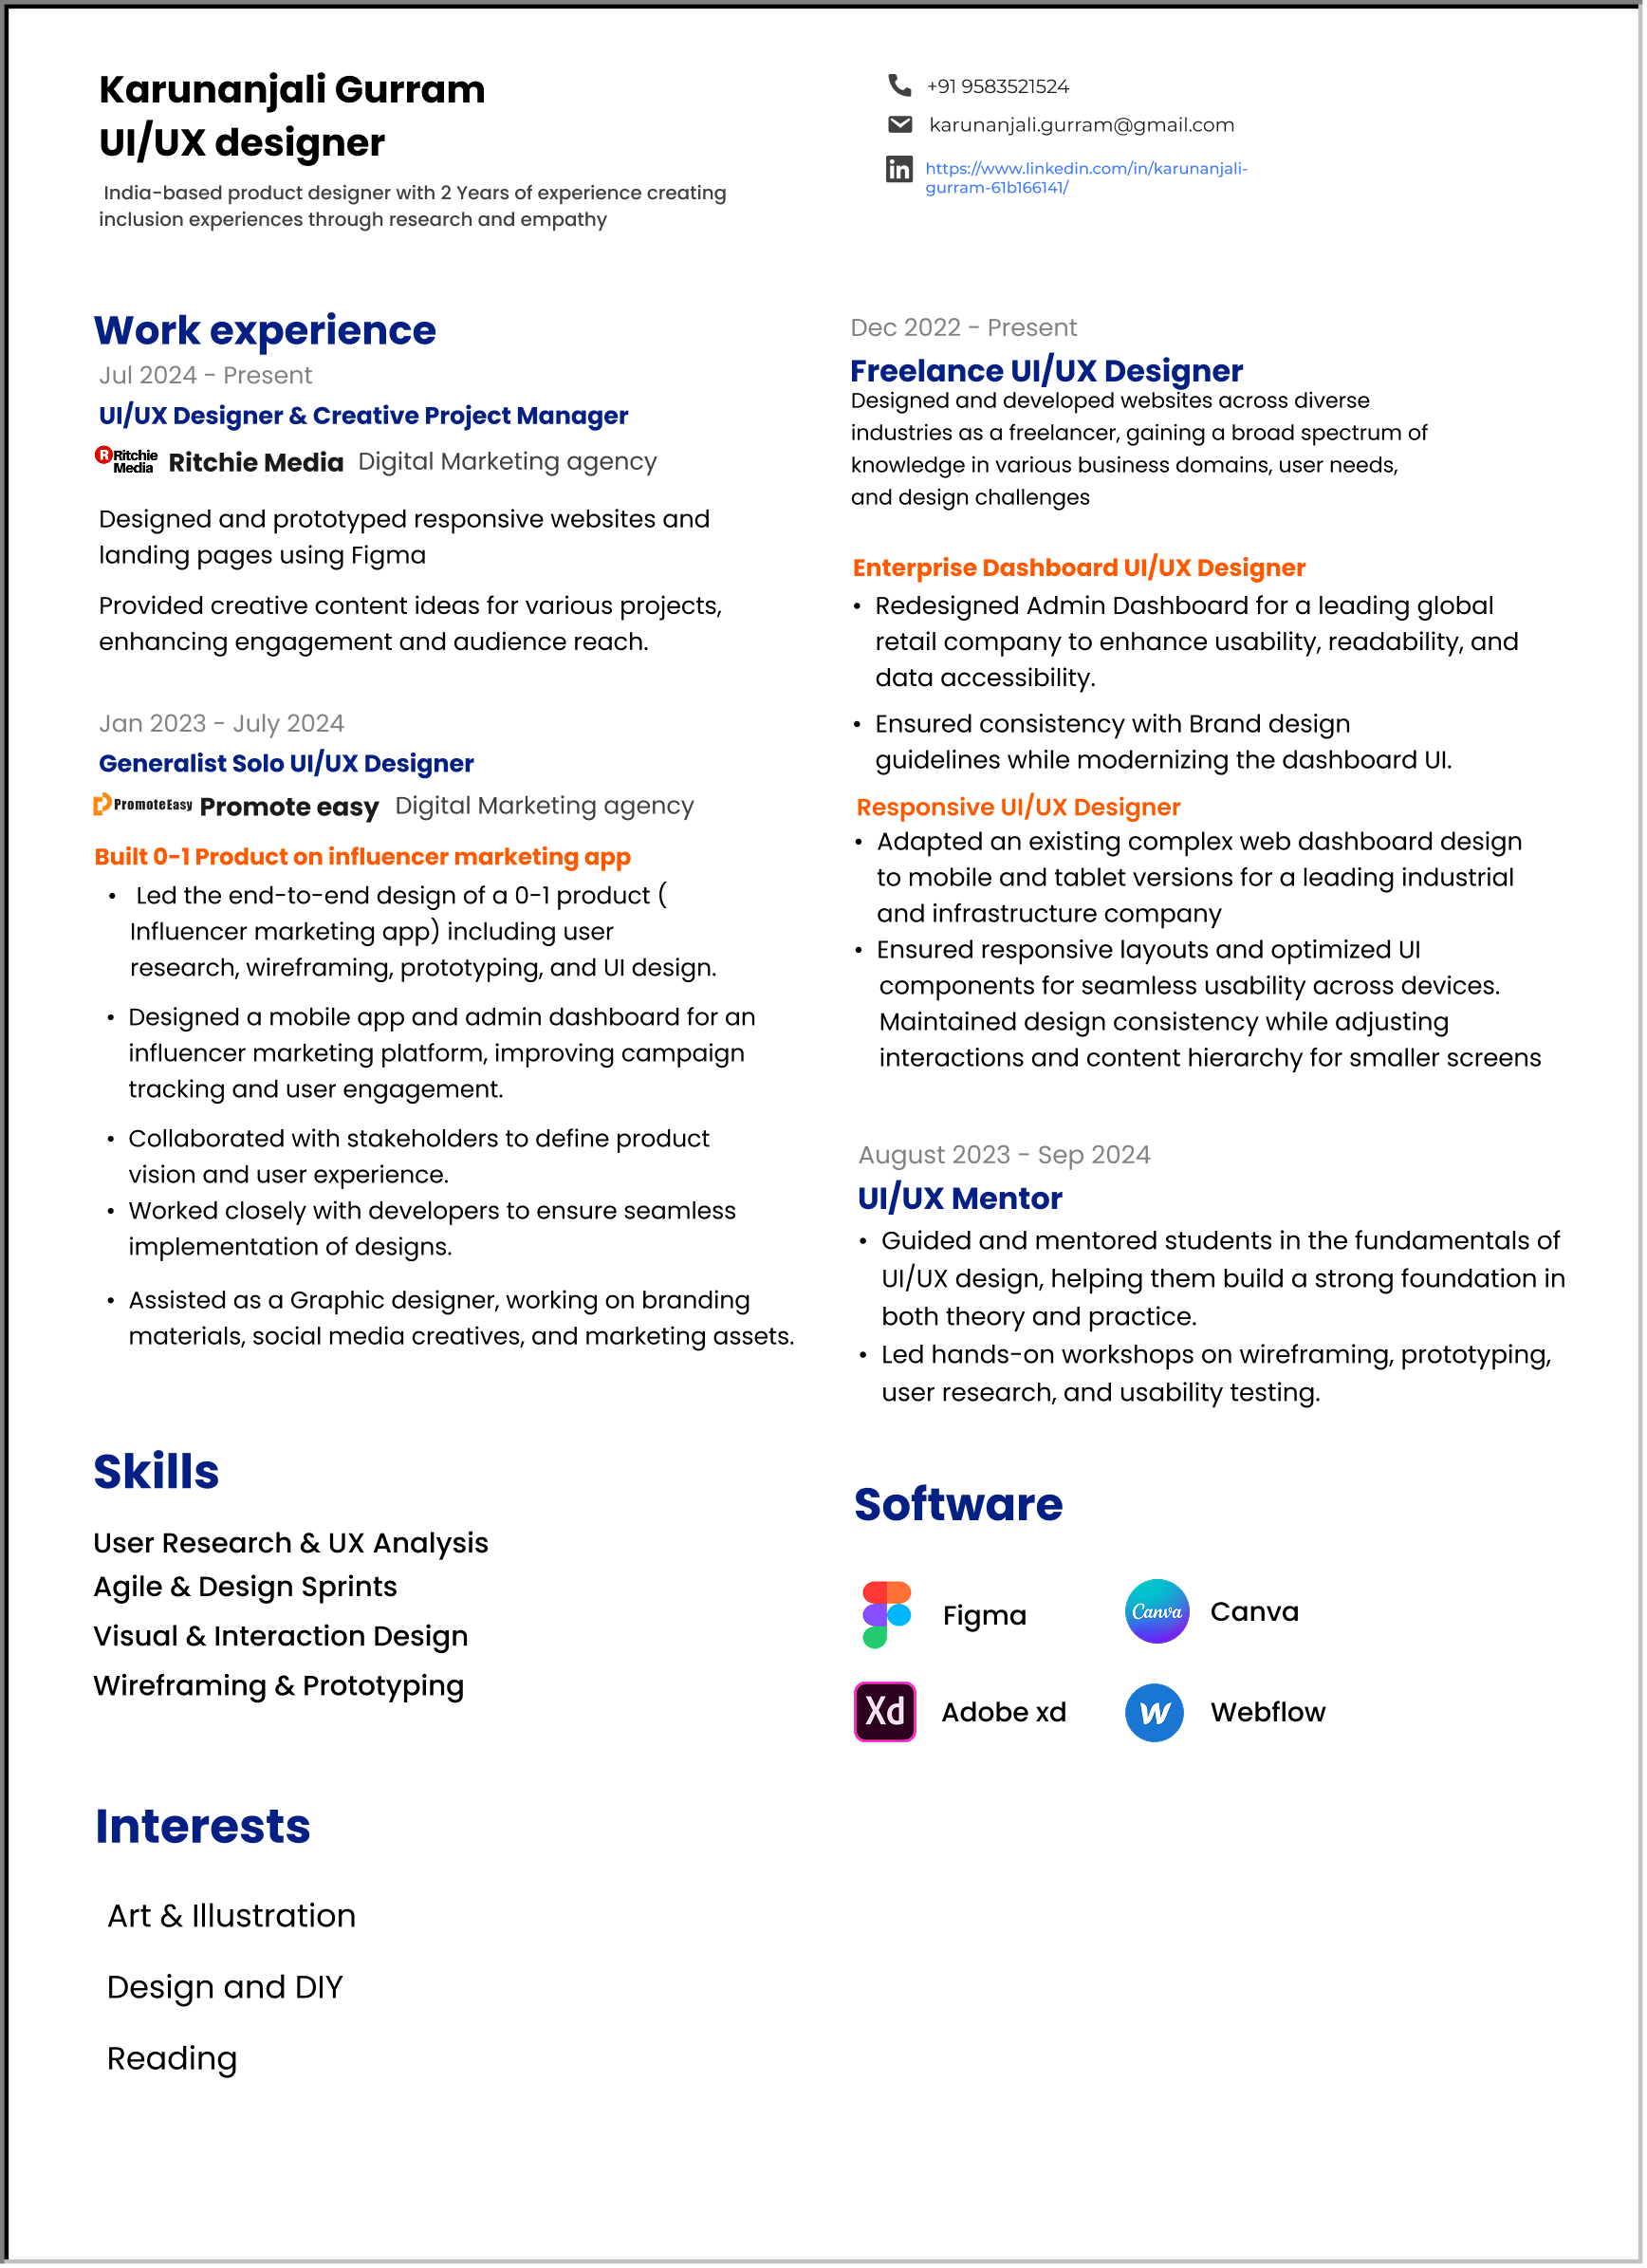 Karunanjali Gurram
UI/UX designer
India-based product designer with 2 Years of experience creating
inclusion experiences through research and empathy
+91 9583521524
karunanjali.gurram@gmail.com
https://www.linkedin.com/in/karunanjali-
gurram-61b166141/
Work experience
Jul 2024 - Present
UI/UX Designer & Creative Project Manager
R Ritchie
Media
Ritchie Media Digital Marketing agency
Designed and prototyped responsive websites and
landing pages using Figma
Provided creative content ideas for various projects,
enhancing engagement and audience reach.
Jan 2023 - July 2024
Generalist Solo UI/UX Designer
PromoteEasy Promote easy Digital Marketing agency
Built 0-1 Product on influencer marketing app
• Led the end-to-end design of a 0-1 product (
Influencer marketing app) including user
research, wireframing, prototyping, and UI design.
• Designed a mobile app and admin dashboard for an
influencer marketing platform, improving campaign
tracking and user engagement.
• Collaborated with stakeholders to define product
vision and user experience.
• Worked closely with developers to ensure seamless
implementation of designs.
• Assisted as a Graphic designer, working on branding
materials, social media creatives, and marketing assets.
Dec 2022 - Present
Freelance UI/UX Designer
Designed and developed websites across diverse
industries as a freelancer, gaining a broad spectrum of
knowledge in various business domains, user needs,
and design challenges
Enterprise Dashboard UI/UX Designer
• Redesigned Admin Dashboard for a leading global
retail company to enhance usability, readability, and
data accessibility.
• Ensured consistency with Brand design
guidelines while modernizing the dashboard UI.
Responsive UI/UX Designer
• Adapted an existing complex web dashboard design
to mobile and tablet versions for a leading industrial
and infrastructure company
• Ensured responsive layouts and optimized UI
components for seamless usability across devices.
Maintained design consistency while adjusting
interactions and content hierarchy for smaller screens
August 2023 - Sep 2024
UI/UX Mentor
• Guided and mentored students in the fundamentals of
UI/UX design, helping them build a strong foundation in
both theory and practice.
• Led hands-on workshops on wireframing, prototyping,
user research, and usability testing.
Skills
User Research & UX Analysis
Agile & Design Sprints
Visual & Interaction Design
Wireframing & Prototyping
Software
Figma
Canva Canva
Xd Adobe xd
W Webflow
Interests
Art & Illustration
Design and DIY
Reading